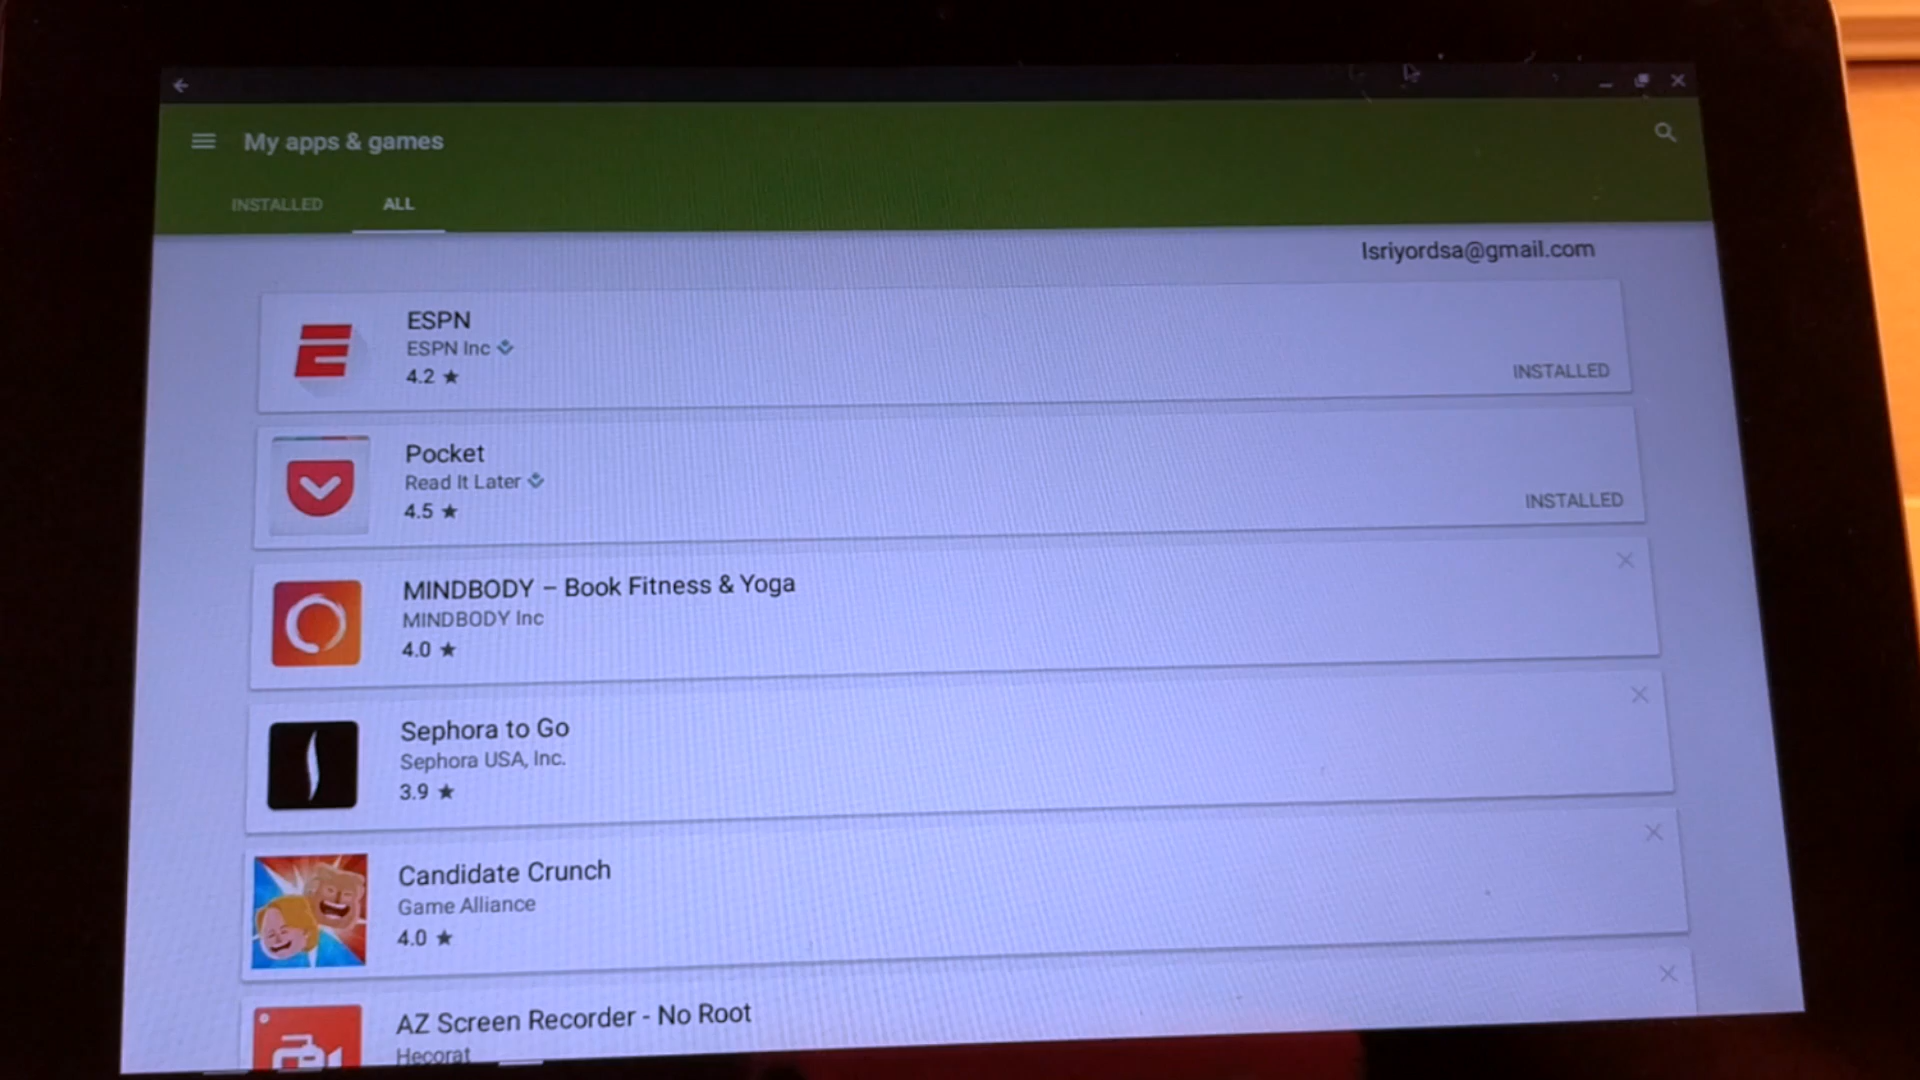 My apps & games
INSTALLED ALL
lsriyordsa@gmail.com
ESPN
ESPN Inc
4.2 ★
INSTALLED
Pocket
Read It Later
4.5 ★
INSTALLED
MINDBODY – Book Fitness & Yoga
MINDBODY Inc
4.0 ★
Sephora to Go
Sephora USA, Inc.
3.9 ★
Candidate Crunch
Game Alliance
4.0 ★
AZ Screen Recorder - No Root
Hecorat